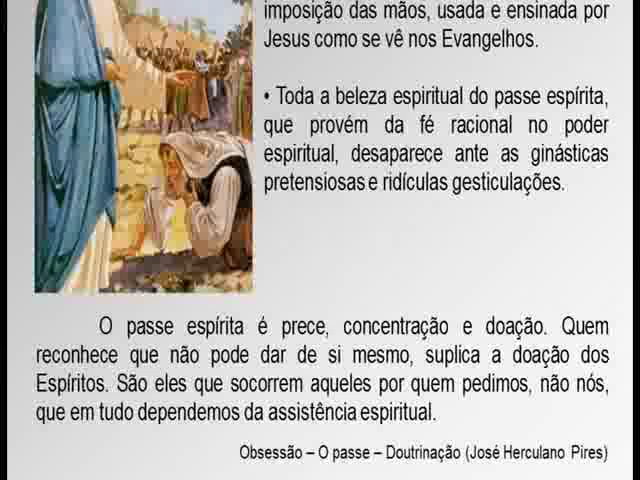 imposição das mãos, usada e ensinada por
Jesus como se vê nos Evangelhos.
• Toda a beleza espiritual do passe espírita,
que provém da fé racional no poder
espiritual, desaparece ante as ginásticas
pretensiosas e ridículas gesticulações.
O passe espírita é prece, concentração e doação. Quem
reconhece que não pode dar de si mesmo, suplica a doação dos
Espíritos. São eles que socorrem aqueles por quem pedimos, não nós,
que em tudo dependemos da assistência espiritual.
Obsessão – O passe – Doutrinação (José Herculano Pires)